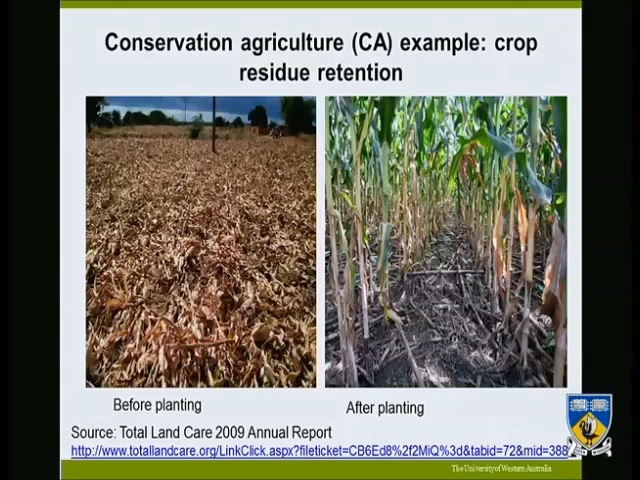 Conservation agriculture (CA) example: crop
residue retention
Before planting
After planting
Source: Total Land Care 2009 Annual Report
http://www.totallandcare.org/LinkClick.aspx?fileticket=CB6Ed8%2f2MiQ%3d&tabid=72&mid=388
The University of Western Australia